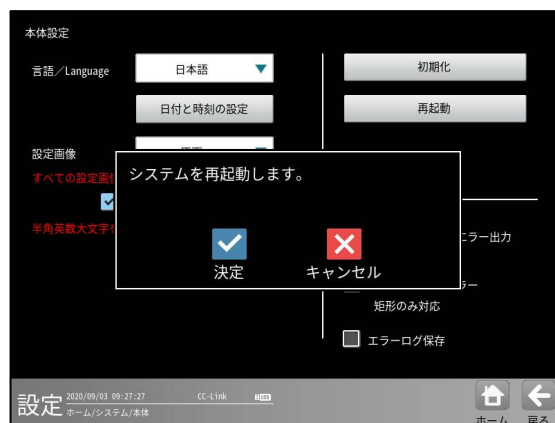 本体設定
言語／Language
日本語
初期化
日付と時刻の設定
再起動
設定画像
すべての設定画
システムを再起動します。
半角英数大文字
決定
キャンセル
ラー出力
ラー
矩形のみ対応
エラーログ保存
設定
2020/09/03 09:27:27
CC-Link
ホーム/システム/本体
ホーム
戻る